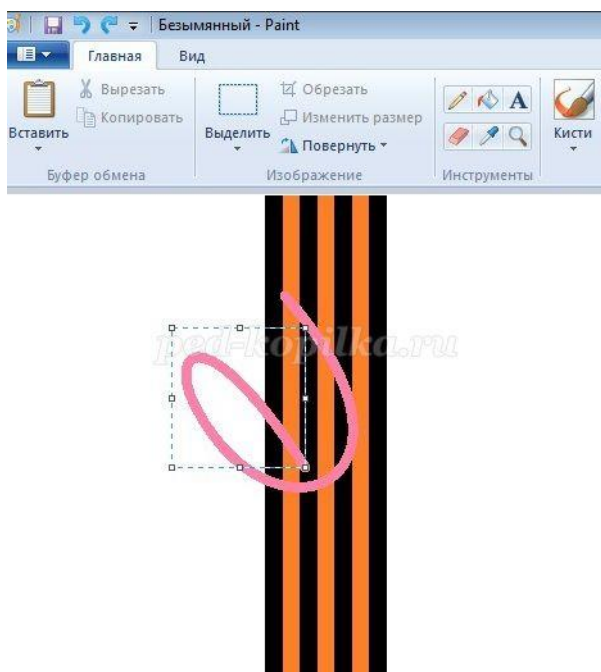 Безымянный - Paint
Главная Вид
Вставить
Вырезать
Копировать
Буфер обмена
Выделить
Обрезать
Изменить размер
Повернуть
Изображение
A
Инструменты
Кисти
ped-kopilka.ru